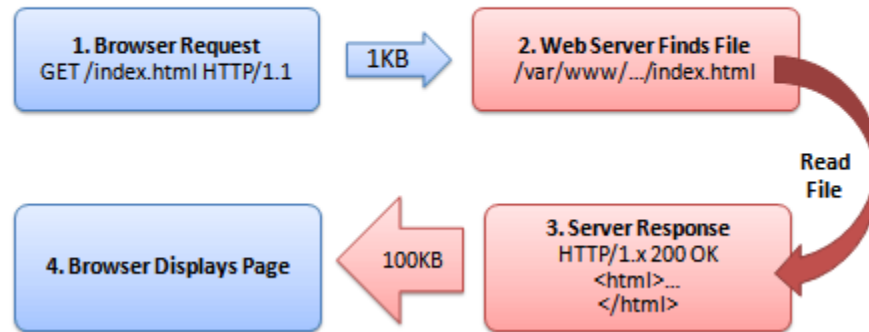 1. Browser Request
GET /index.html HTTP/1.1
1KB
2. Web Server Finds File
/var/www/.../index.html
Read
File
3. Server Response
HTTP/1.x 200 OK
<html>...
</html>
100KB
4. Browser Displays Page